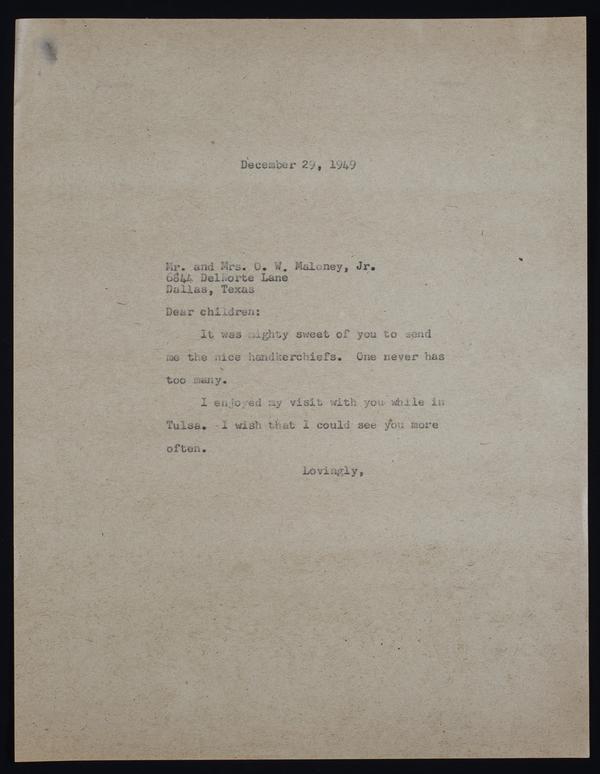 December 29, 1949
Mr. and Mrs. O. W. Maloney, Jr.
6844 DelNorte Lane
Dallas, Texas
Dear children:
It was mighty sweet of you to send
me the nice handkerchiefs. One never has
too many.
I enjoyed my visit with you while in
Tulsa. I wish that I could see you more
often.
Lovingly,